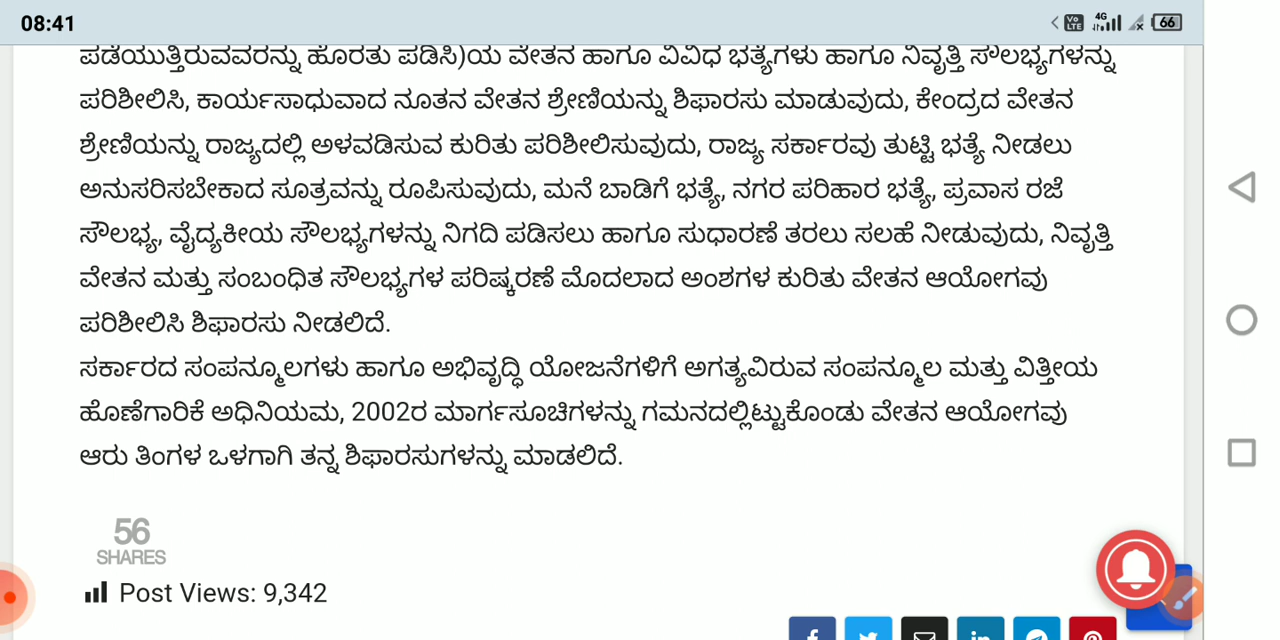 08:41
4G
Vo
LTE
66
ಪಡೆಯುತ್ತಿರುವವರನ್ನು ಹೊರತು ಪಡಿಸಿ)ಯ ವೇತನ ಹಾಗೂ ವಿವಿಧ ಭತ್ಯೆಗಳು ಹಾಗೂ ನಿವೃತ್ತಿ ಸೌಲಭ್ಯಗಳನ್ನು
ಪರಿಶೀಲಿಸಿ, ಕಾರ್ಯಸಾಧುವಾದ ನೂತನ ವೇತನ ಶ್ರೇಣಿಯನ್ನು ಶಿಫಾರಸು ಮಾಡುವುದು, ಕೇಂದ್ರದ ವೇತನ
ಶ್ರೇಣಿಯನ್ನು ರಾಜ್ಯದಲ್ಲಿ ಅಳವಡಿಸುವ ಕುರಿತು ಪರಿಶೀಲಿಸುವುದು, ರಾಜ್ಯ ಸರ್ಕಾರವು ತುಟ್ಟಿ ಭತ್ಯೆ ನೀಡಲು
ಅನುಸರಿಸಬೇಕಾದ ಸೂತ್ರವನ್ನು ರೂಪಿಸುವುದು, ಮನೆ ಬಾಡಿಗೆ ಭತ್ಯೆ, ನಗರ ಪರಿಹಾರ ಭತ್ಯೆ, ಪ್ರವಾಸ ರಜೆ
ಸೌಲಭ್ಯ, ವೈದ್ಯಕೀಯ ಸೌಲಭ್ಯಗಳನ್ನು ನಿಗದಿ ಪಡಿಸಲು ಹಾಗೂ ಸುಧಾರಣೆ ತರಲು ಸಲಹೆ ನೀಡುವುದು, ನಿವೃತ್ತಿ
ವೇತನ ಮತ್ತು ಸಂಬಂಧಿತ ಸೌಲಭ್ಯಗಳ ಪರಿಷ್ಕರಣೆ ಮೊದಲಾದ ಅಂಶಗಳ ಕುರಿತು ವೇತನ ಆಯೋಗವು
ಪರಿಶೀಲಿಸಿ ಶಿಫಾರಸು ನೀಡಲಿದೆ.
ಸರ್ಕಾರದ ಸಂಪನ್ಮೂಲಗಳು ಹಾಗೂ ಅಭಿವೃದ್ಧಿ ಯೋಜನೆಗಳಿಗೆ ಅಗತ್ಯವಿರುವ ಸಂಪನ್ಮೂಲ ಮತ್ತು ವಿತ್ತೀಯ
ಹೊಣೆಗಾರಿಕೆ ಅಧಿನಿಯಮ, 2002ರ ಮಾರ್ಗಸೂಚಿಗಳನ್ನು ಗಮನದಲ್ಲಿಟ್ಟುಕೊಂಡು ವೇತನ ಆಯೋಗವು
ಆರು ತಿಂಗಳ ಒಳಗಾಗಿ ತನ್ನ ಶಿಫಾರಸುಗಳನ್ನು ಮಾಡಲಿದೆ.
56
SHARES
Post Views: 9,342